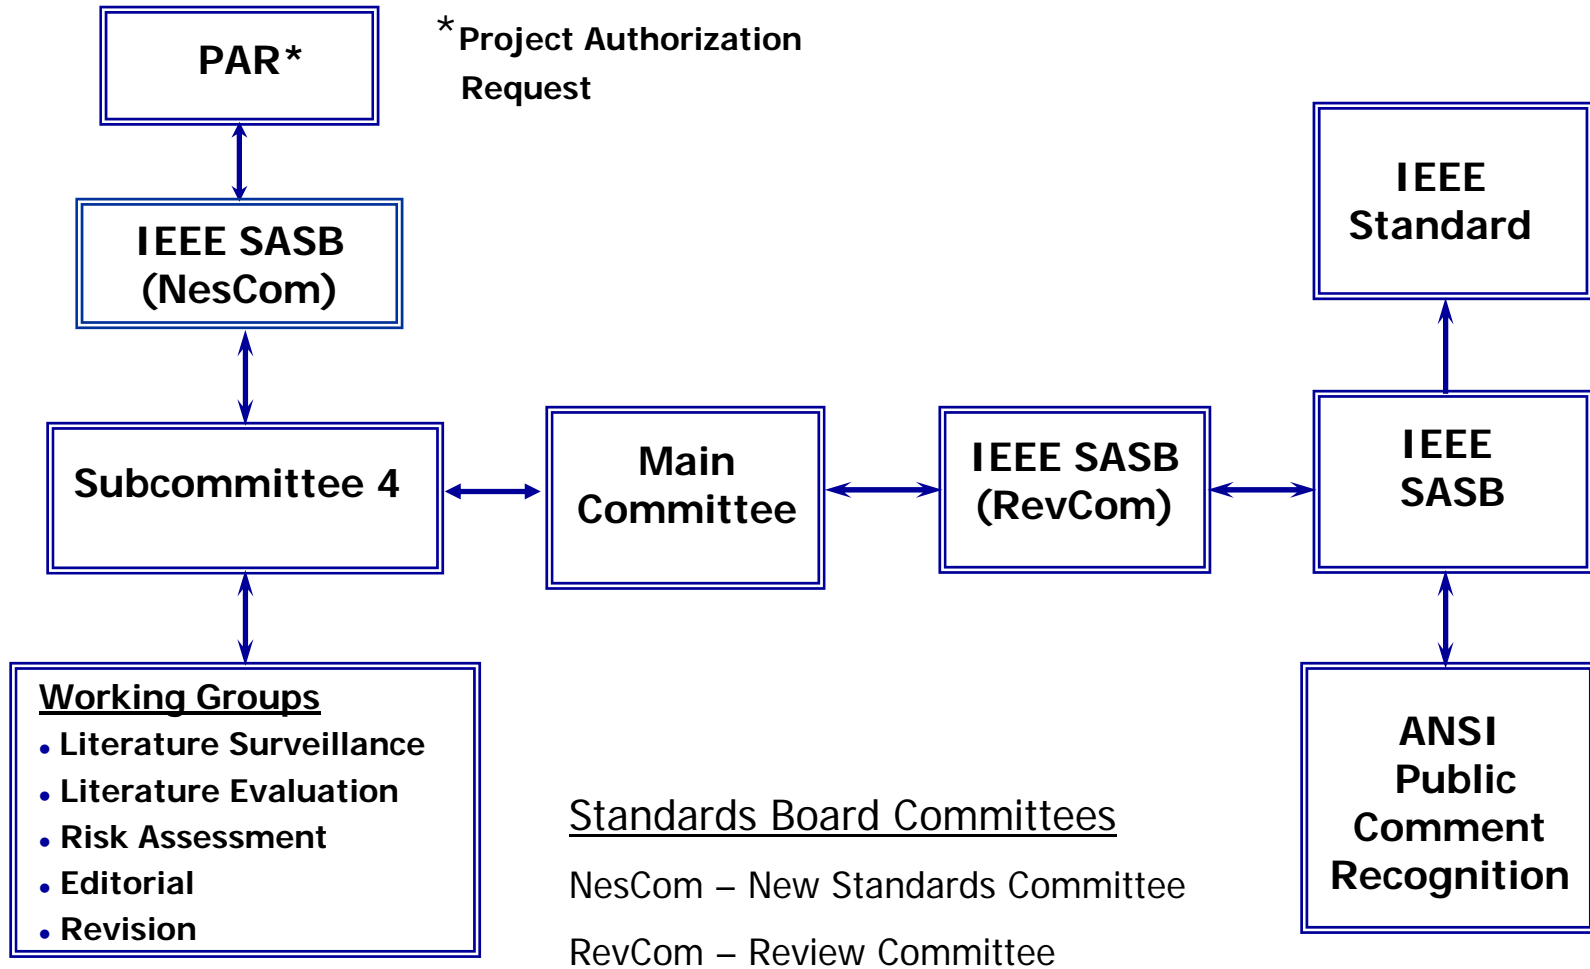 PAR*
*Project Authorization
Request
IEEE SASB
(NesCom)
Subcommittee 4
Working Groups
• Literature Surveillance
• Literature Evaluation
• Risk Assessment
• Editorial
• Revision
Main
Committee
IEEE SASB
(RevCom)
IEEE
SASB
IEEE
Standard
ANSI
Public
Comment
Recognition
Standards Board Committees
NesCom – New Standards Committee
RevCom – Review Committee